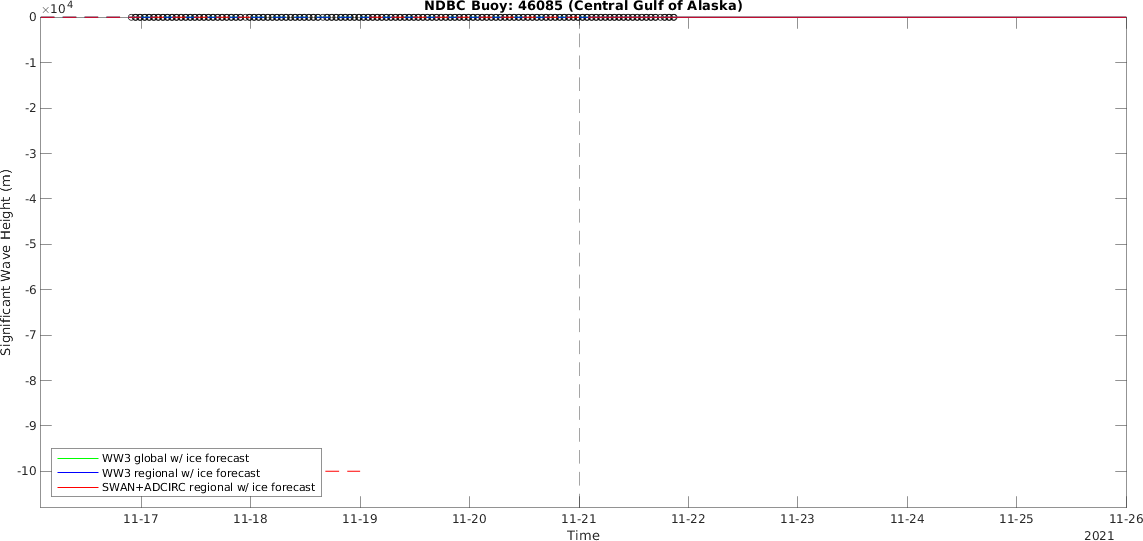 NDBC Buoy: 46085 (Central Gulf of Alaska)
×10⁴
0
-1
-2
-3
-4
-5
-6
-7
-8
-9
-10
Significant Wave Height (m)
WW3 global w/ ice forecast
WW3 regional w/ ice forecast
SWAN+ADCIRC regional w/ ice forecast
11-17 11-18 11-19 11-20 11-21 11-22 11-23 11-24 11-25 11-26
Time
2021